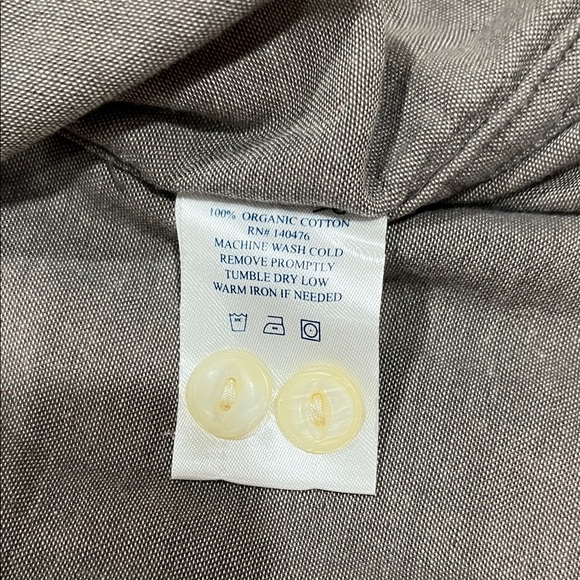 100% ORGANIC COTTON
RN# 140476
MACHINE WASH COLD
REMOVE PROMPTLY
TUMBLE DRY LOW
WARM IRON IF NEEDED